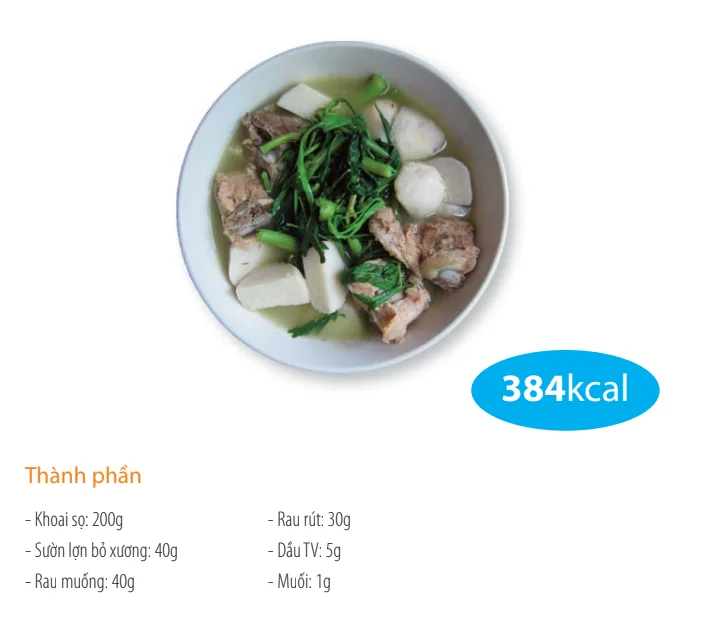 384kcal
Thành phần
- Khoai sọ: 200g
- Sườn lợn bỏ xương: 40g
- Rau muống: 40g
- Rau rút: 30g
- Dầu TV: 5g
- Muối: 1g